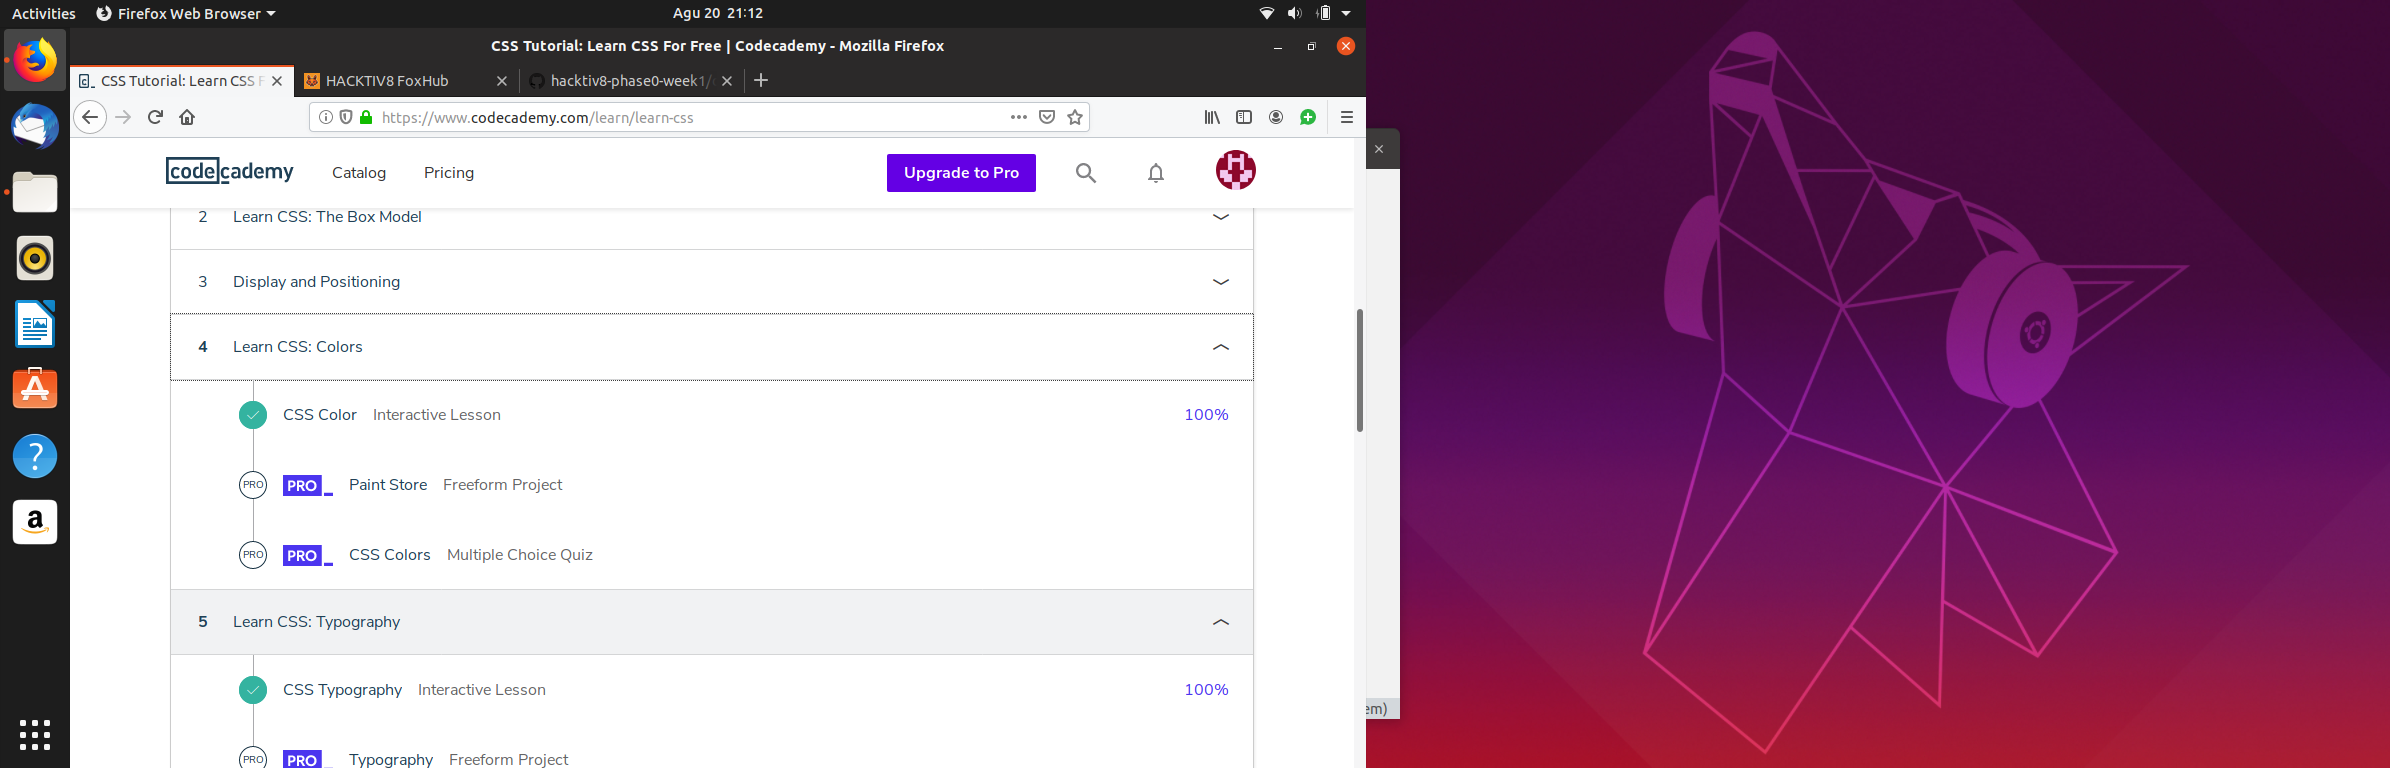 Activities
Firefox Web Browser
Agu 20 21:12
CSS Tutorial: Learn CSS For Free | Codecademy - Mozilla Firefox
CSS Tutorial: Learn CSS F
HACKTIV8 FoxHub
hacktiv8-phase0-week1/
https://www.codecademy.com/learn/learn-css
codecademy
Catalog
Pricing
Upgrade to Pro
2 Learn CSS: The Box Model
3 Display and Positioning
4 Learn CSS: Colors
CSS Color Interactive Lesson 100%
PRO PRO_ Paint Store Freeform Project
PRO PRO_ CSS Colors Multiple Choice Quiz
5 Learn CSS: Typography
CSS Typography Interactive Lesson 100%
PRO PRO Typography Freeform Project
em)